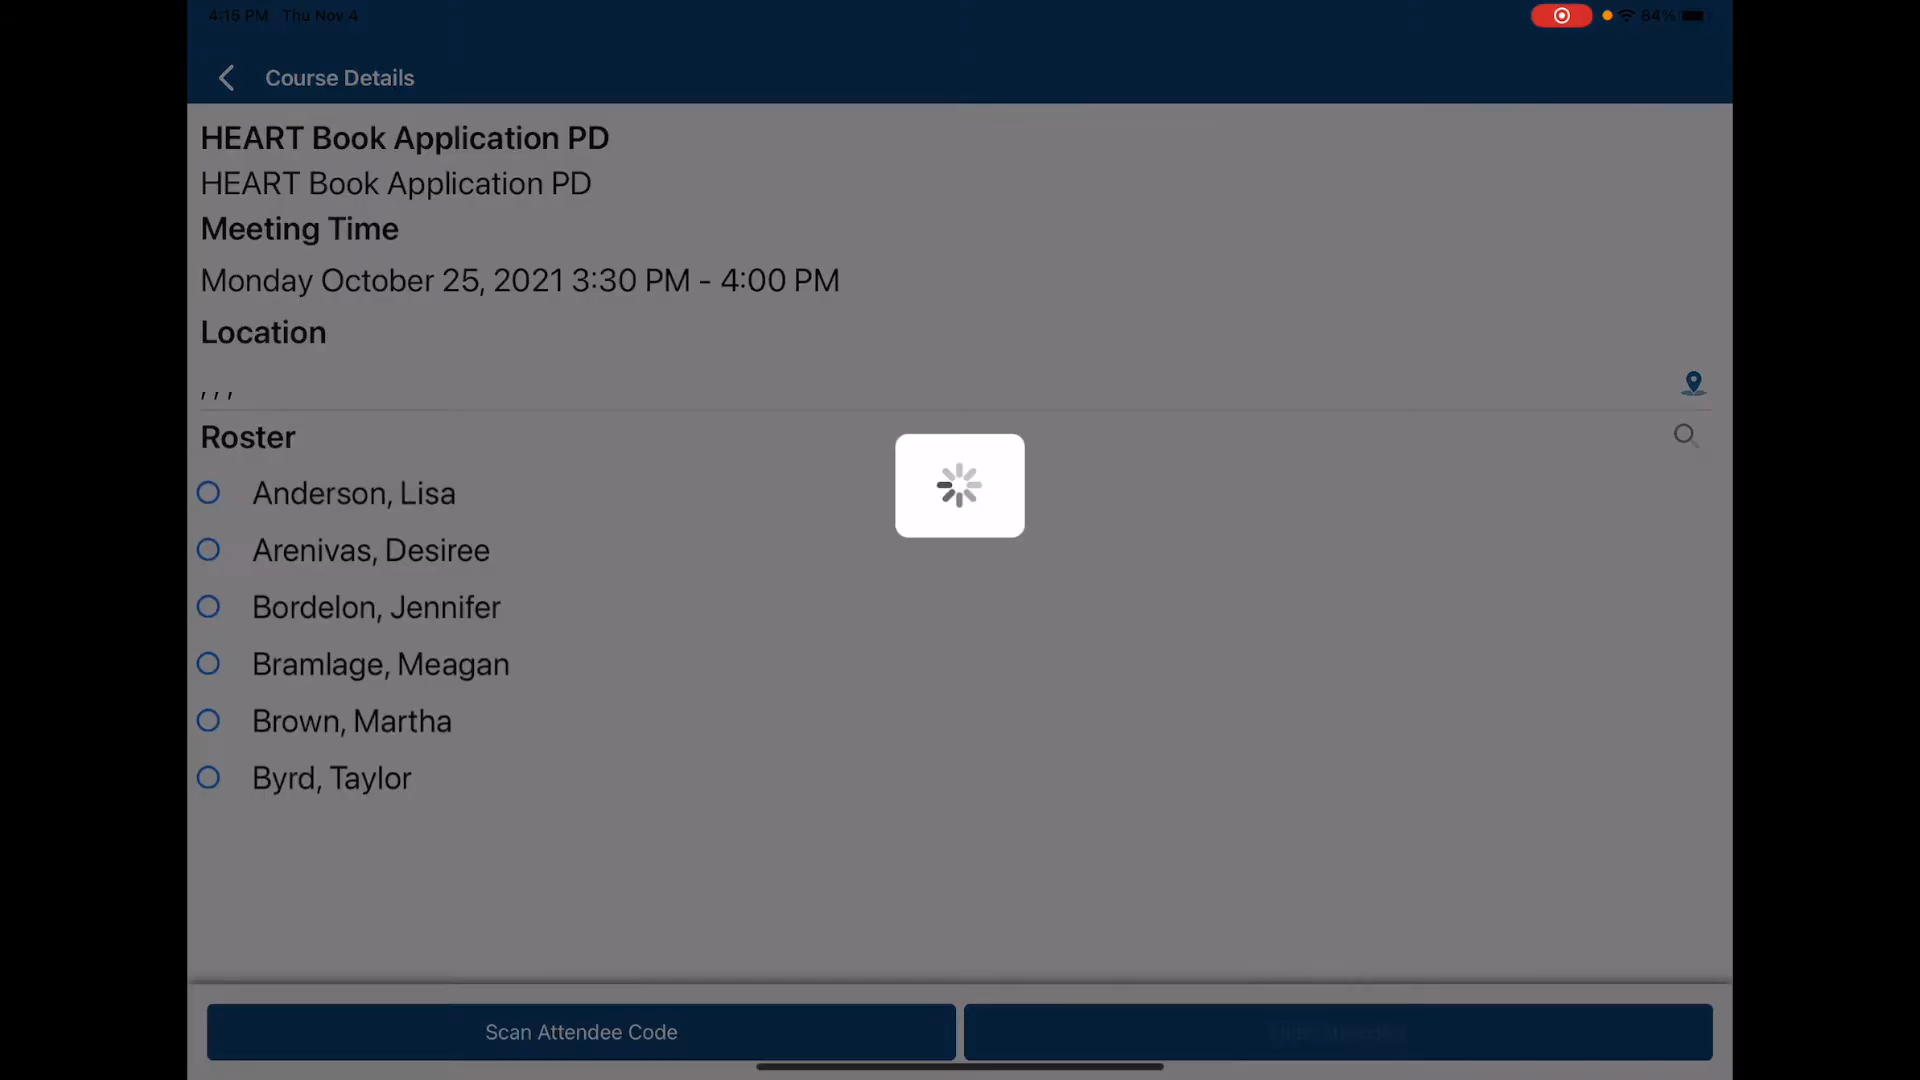 4:15 PM Thu Nov 4
84%
Course Details
HEART Book Application PD
HEART Book Application PD
Meeting Time
Monday October 25, 2021 3:30 PM - 4:00 PM
Location
, , ,
Roster
Anderson, Lisa
Arenivas, Desiree
Bordelon, Jennifer
Bramlage, Meagan
Brown, Martha
Byrd, Taylor
Scan Attendee Code